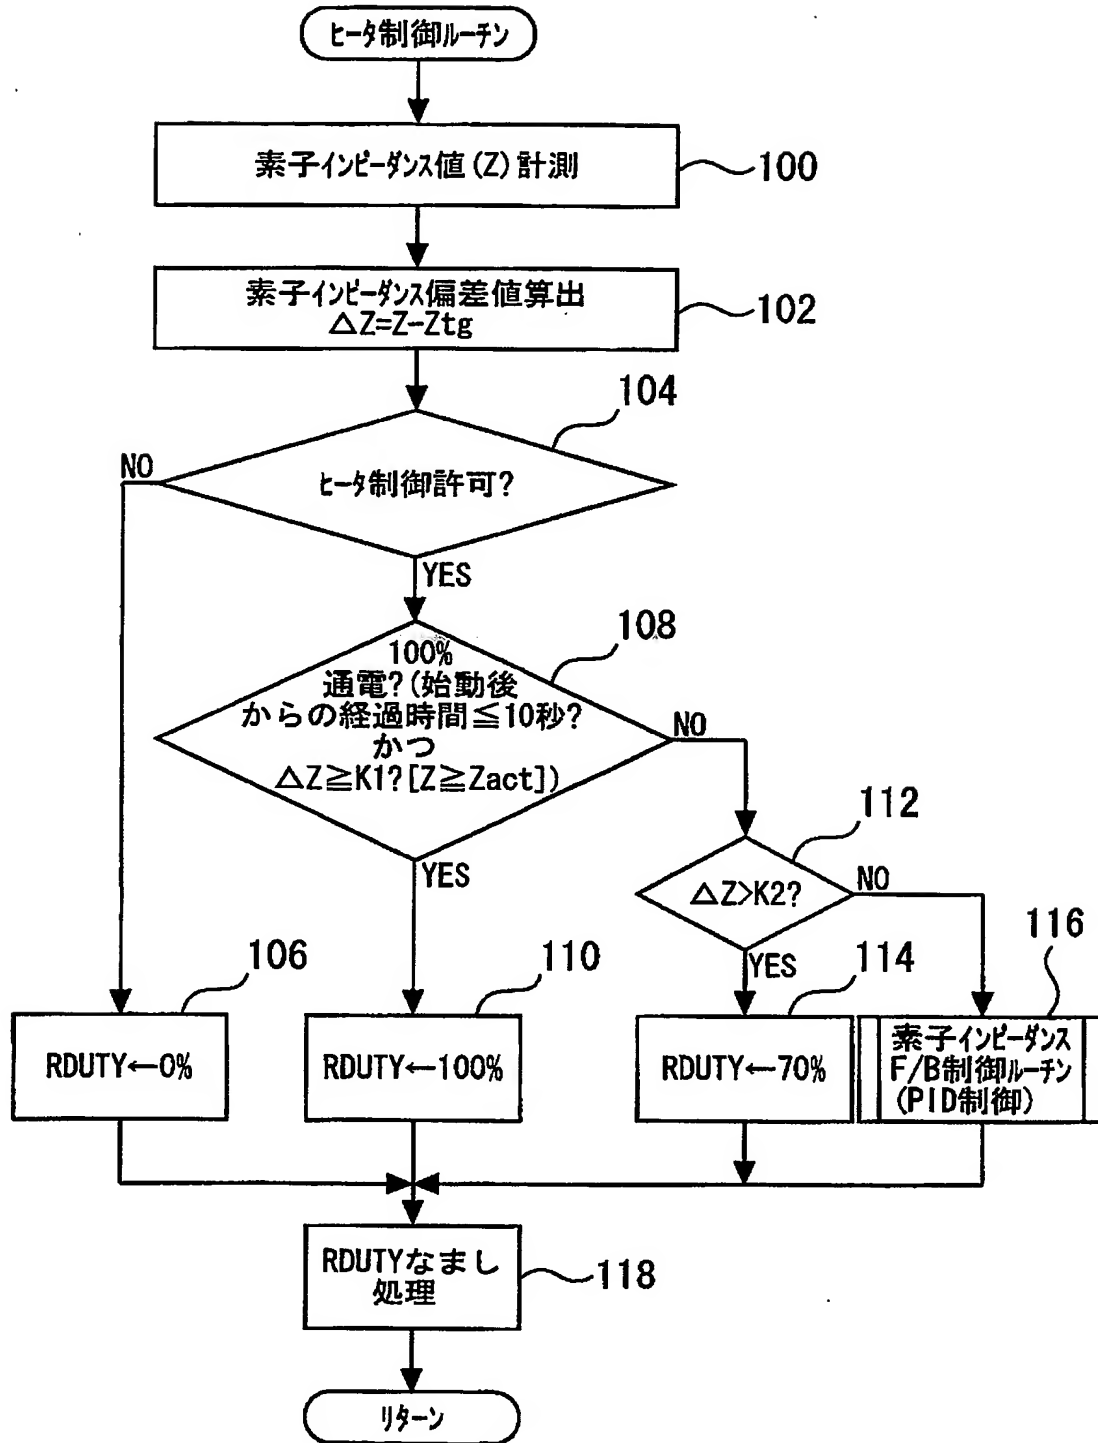 ヒータ制御ルーチン
素子インピーダンス値(Z)計測
100
素子インピーダンス偏差値算出
△Z=Z-Ztg
102
104
NO
ヒータ制御許可?
YES
108
100%
通電?(始動後
からの経過時間≦10秒?
かつ
△Z≧K1?[Z≧Zact])
NO
YES
112
△Z>K2?
NO
YES
106
110
114
116
RDUTY←0%
RDUTY←100%
RDUTY←70%
素子インピーダンス
F/B制御ルーチン
(PID制御)
RDUTYなまし
処理
118
リターン